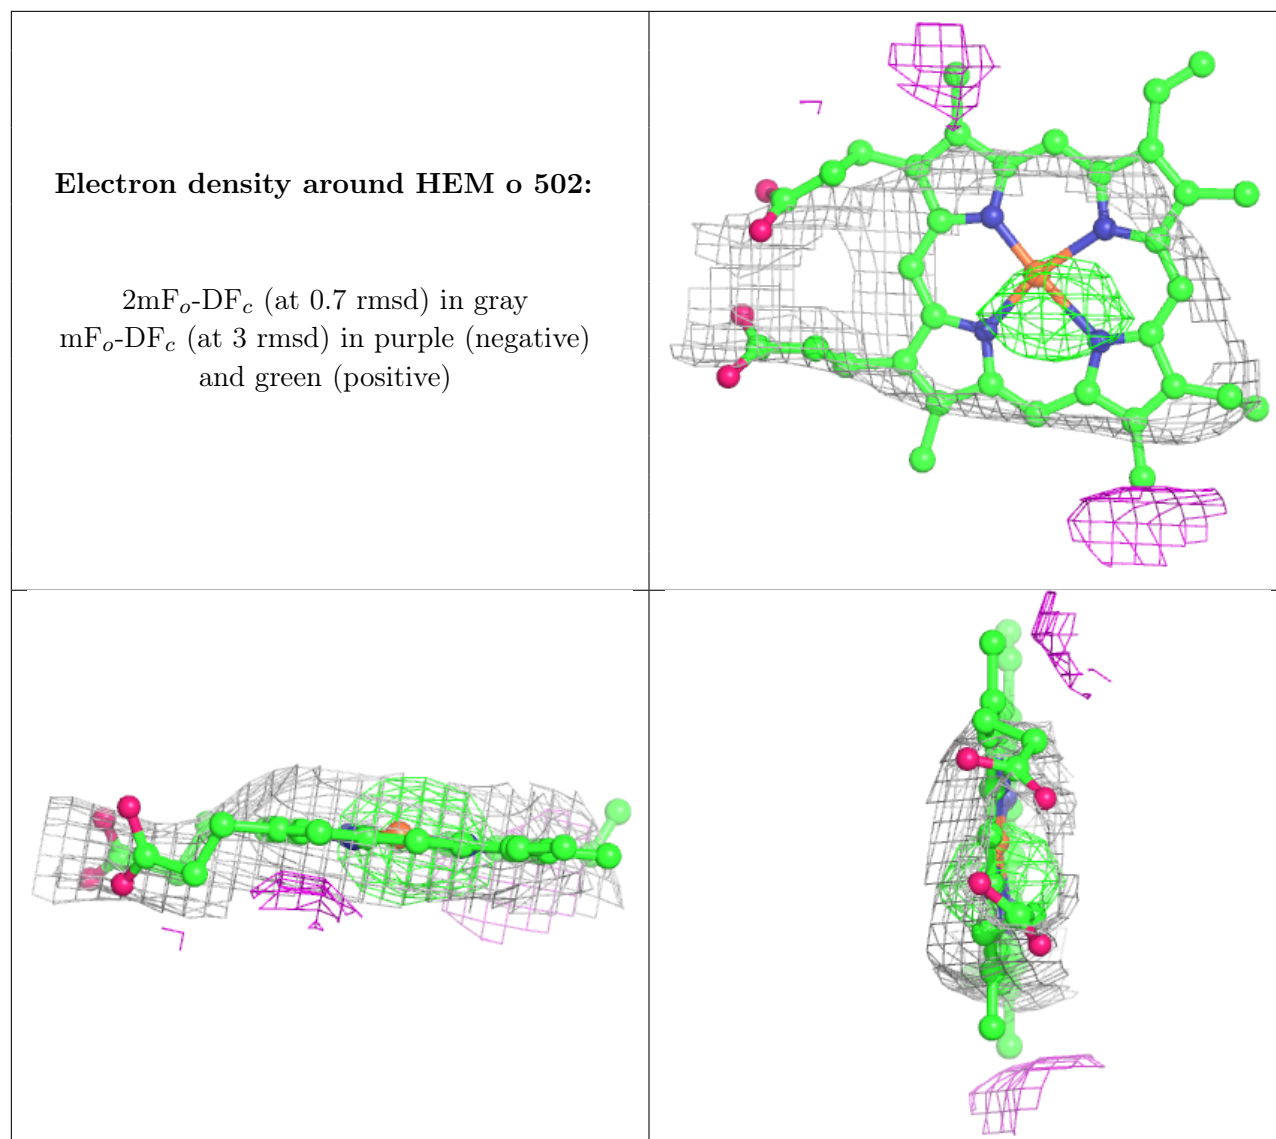 Electron density around HEM o 502:
2mFo-DFc (at 0.7 rmsd) in gray
mFo-DFc (at 3 rmsd) in purple (negative)
and green (positive)